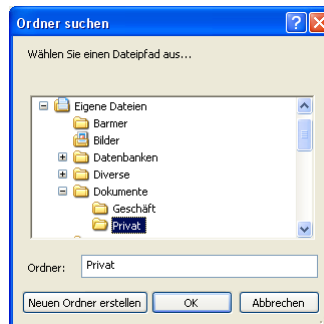 Ordner suchen
Wählen Sie einen Dateipfad aus...
Eigene Dateien
Barmer
Bilder
Datenbanken
Diverse
Dokumente
Geschäft
Privat
Ordner: Privat
Neuen Ordner erstellen OK Abbrechen